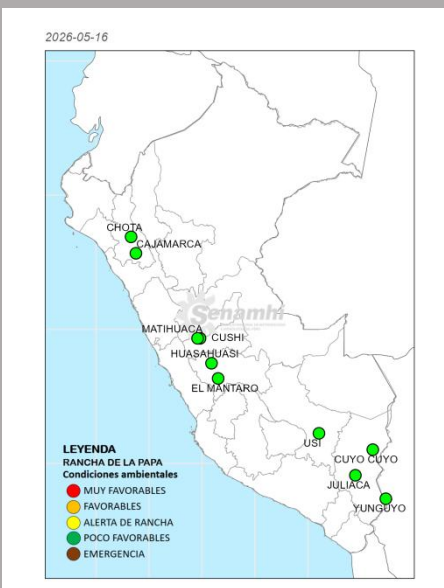 2026-05-16
CHOTA
CAJAMARCA
Senamhi
MATIHUACA
CUSHI
HUASAHUASI
EL MANTARO
USI
CUYO CUYO
JULIACA
YUNGUYO
LEYENDA
RANCHA DE LA PAPA
Condiciones ambientales
MUY FAVORABLES
FAVORABLES
ALERTA DE RANCHA
POCO FAVORABLES
EMERGENCIA